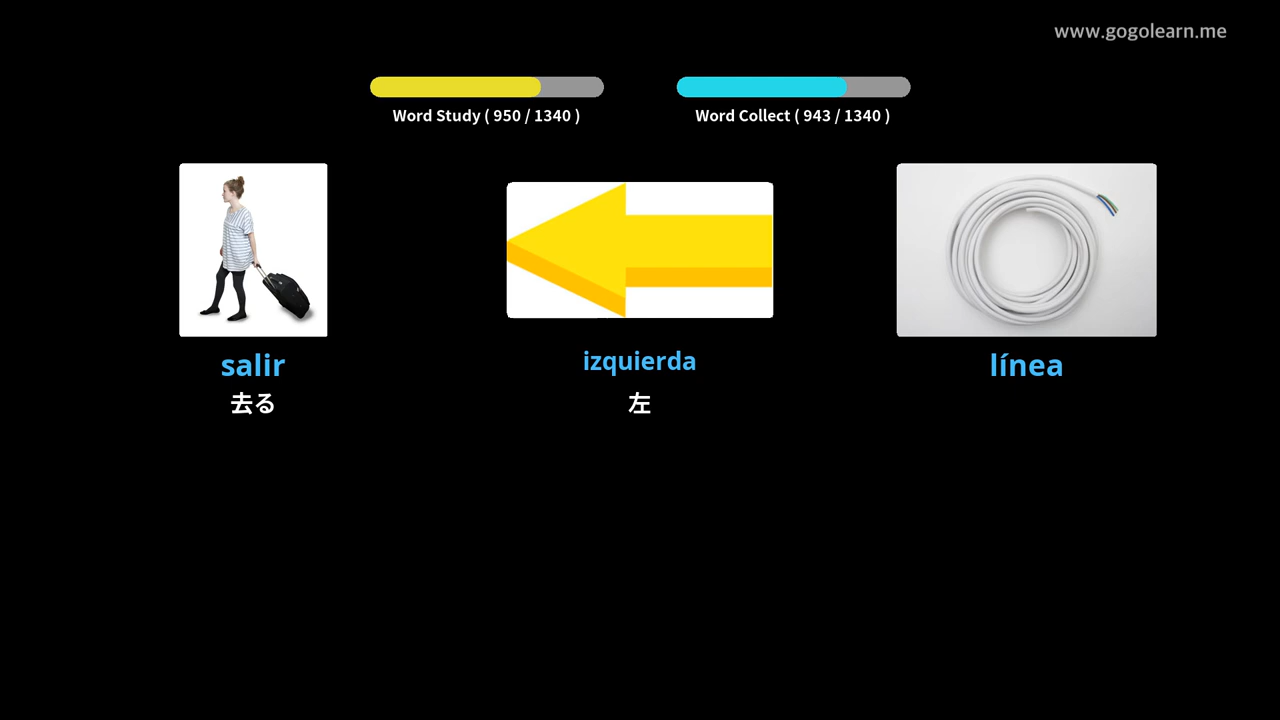 www.gogolearn.me
Word Study ( 950 / 1340 )
Word Collect ( 943 / 1340 )
salir
去る
izquierda
左
línea